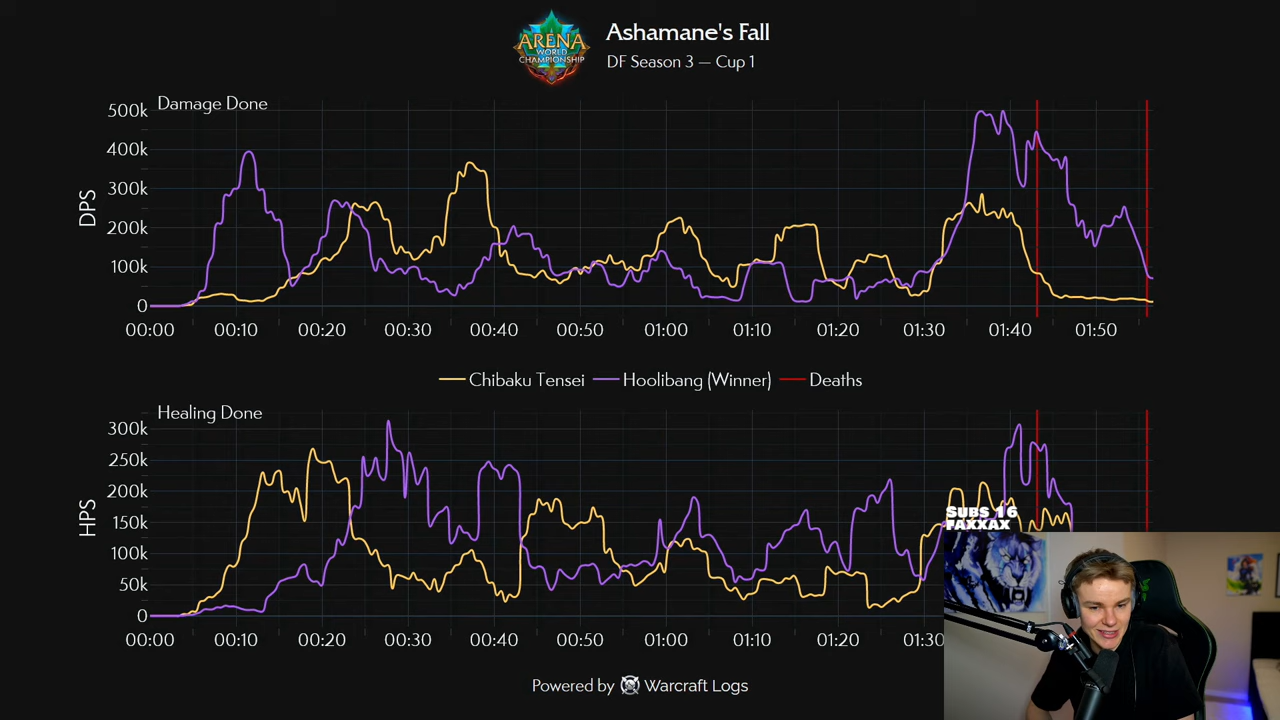 ARENA
WORLD
CHAMPIONSHIP
Ashamane's Fall
DF Season 3 — Cup 1
Damage Done
DPS
500k
400k
300k
200k
100k
0
00:00 00:10 00:20 00:30 00:40 00:50 01:00 01:10 01:20 01:30 01:40 01:50
Chibaku Tensei Hoolibang (Winner) Deaths
Healing Done
HPS
300k
250k
200k
150k
100k
50k
0
00:00 00:10 00:20 00:30 00:40 00:50 01:00 01:10 01:20 01:30
SUBS 16
FAXXAX
Powered by Warcraft Logs